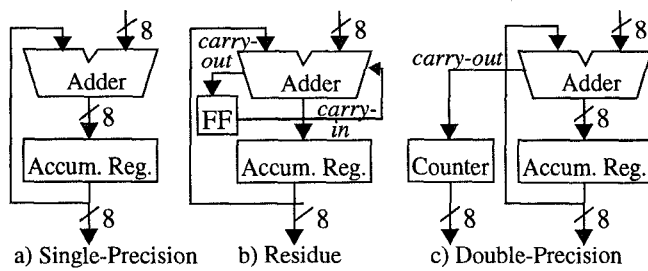 8
Adder
8
Accum. Reg.
8
a) Single-Precision
8
carry-out
Adder
FF
carry-in
Accum. Reg.
8
b) Residue
8
carry-out
Adder
8
Counter
Accum. Reg.
8
8
c) Double-Precision